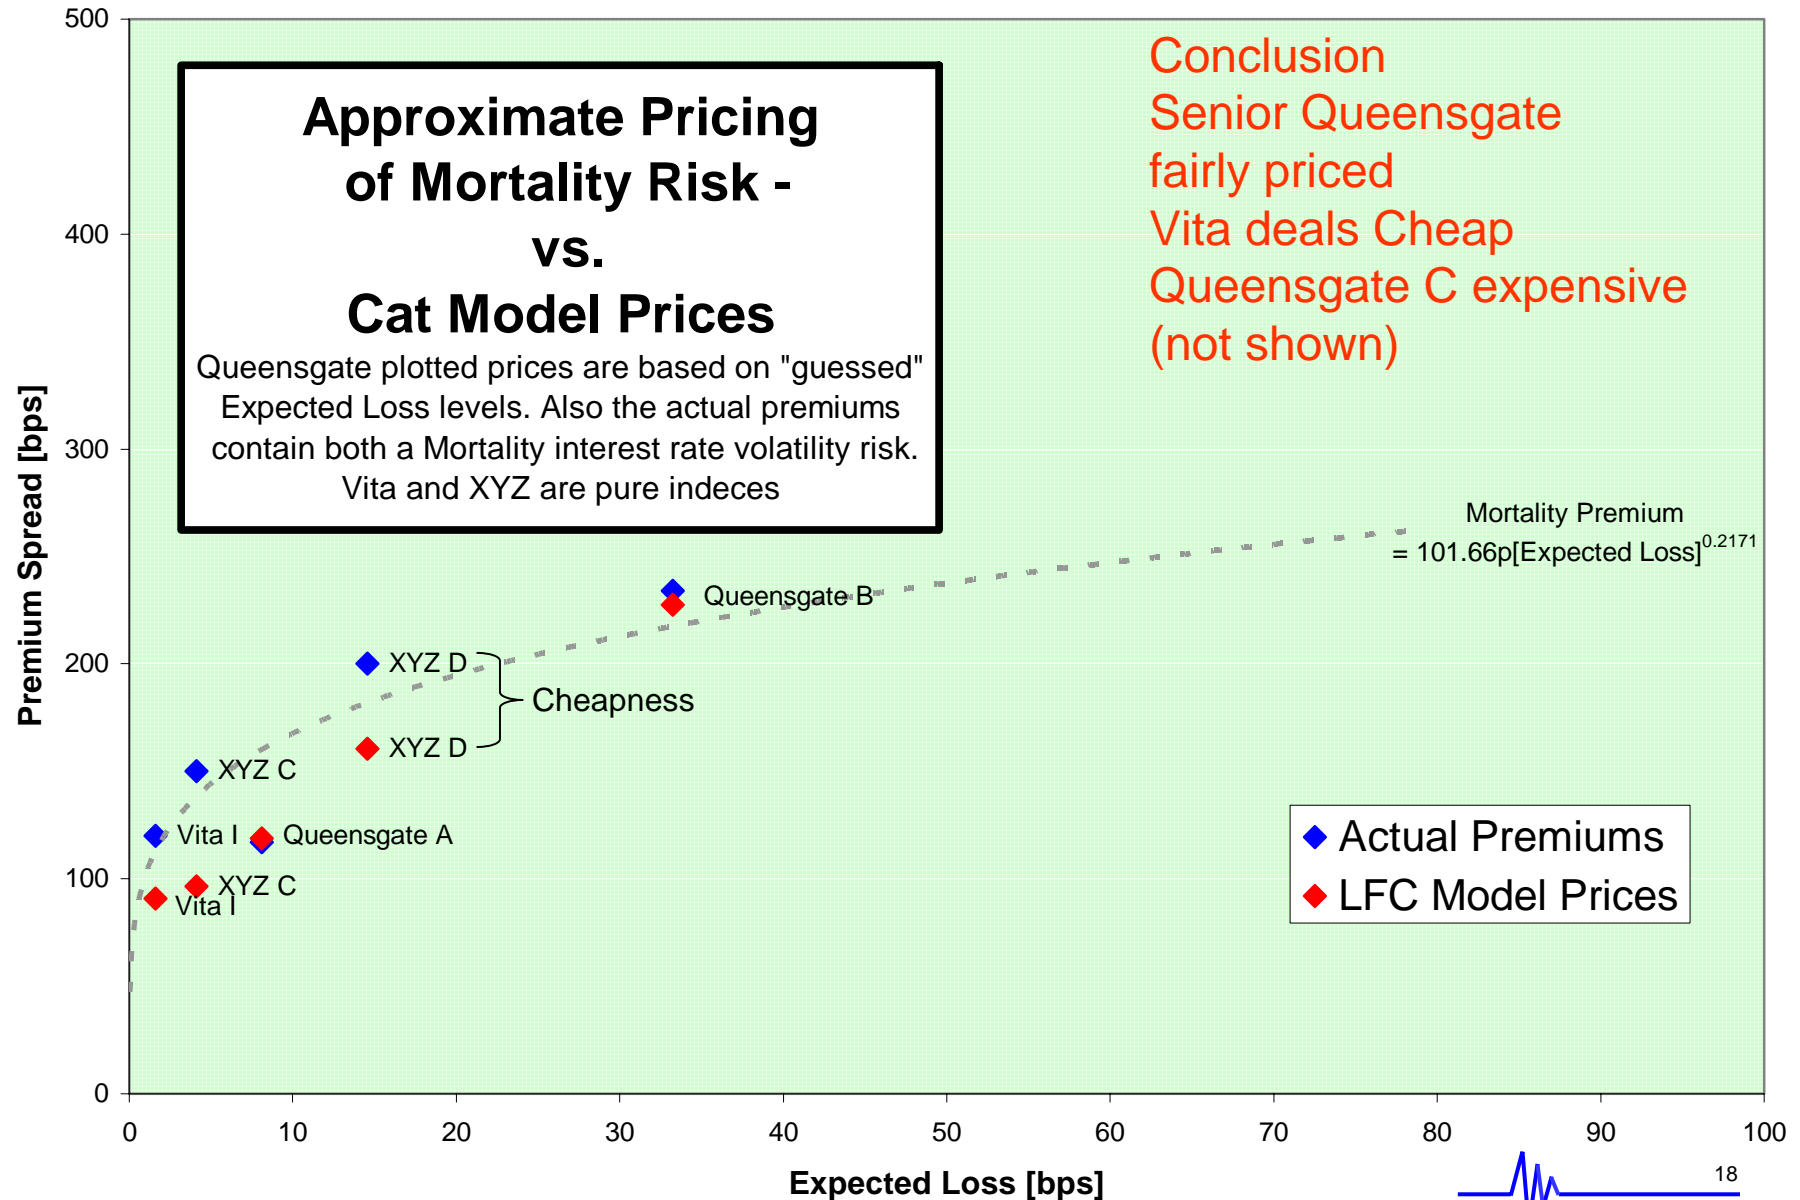 500
400
300
200
100
0
Premium Spread [bps]
Approximate Pricing
of Mortality Risk -
vs.
Cat Model Prices
Queensgate plotted prices are based on "guessed"
Expected Loss levels. Also the actual premiums
contain both a Mortality interest rate volatility risk.
Vita and XYZ are pure indeces
Conclusion
Senior Queensgate
fairly priced
Vita deals Cheap
Queensgate C expensive
(not shown)
Mortality Premium
= 101.66p[Expected Loss]^0.2171
Queensgate B
XYZ D
Cheapness
XYZ D
XYZ C
Vita I
Queensgate A
XYZ C
Vita I
Actual Premiums
LFC Model Prices
0 10 20 30 40 50 60 70 80 90 100
Expected Loss [bps]
18